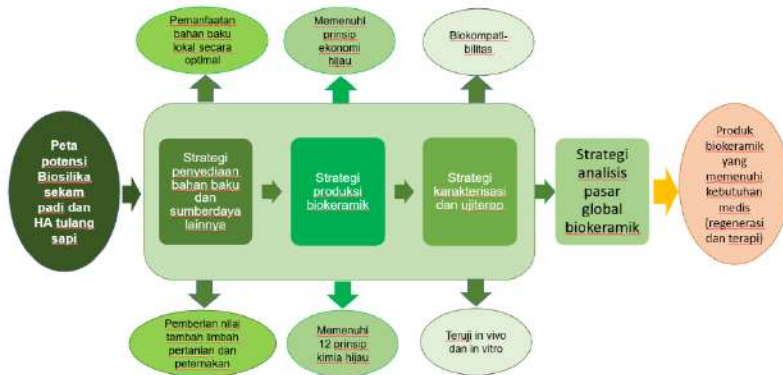 Pemanfaatan
bahan baku
lokal secara
optimal
Memenuhi
prinsip
ekonomi
hijau
Biokompati-
bilitas
Peta
potensi
Biosilika
sekam
padi dan
HA tulang
sapi
Strategi
penyediaan
bahan baku
dan
sumberdaya
lainnya
Strategi
produksi
biokeramik
Strategi
karakterisasi
dan ujiterap
Strategi
analisis
pasar
global
biokeramik
Produk
biokeramik
yang
memenuhi
kebutuhan
medis
(regenerasi
dan terapi)
Pemberian nilai
tambah limbah
pertanian dan
peternakan
Memenuhi
12 prinsip
kimia hijau
Teruji in vivo
dan in vitro